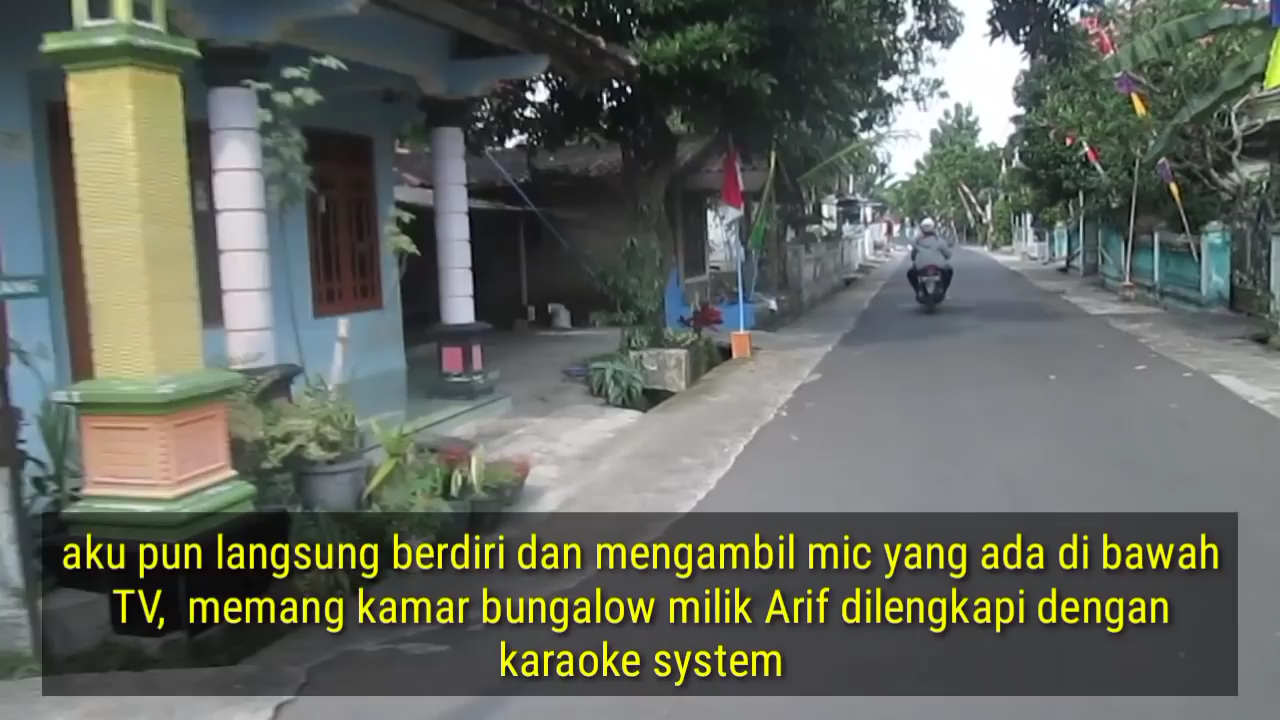 aku pun langsung berdiri dan mengambil mic yang ada di bawah
TV, memang kamar bungalow milik Arif dilengkapi dengan
karaoke system